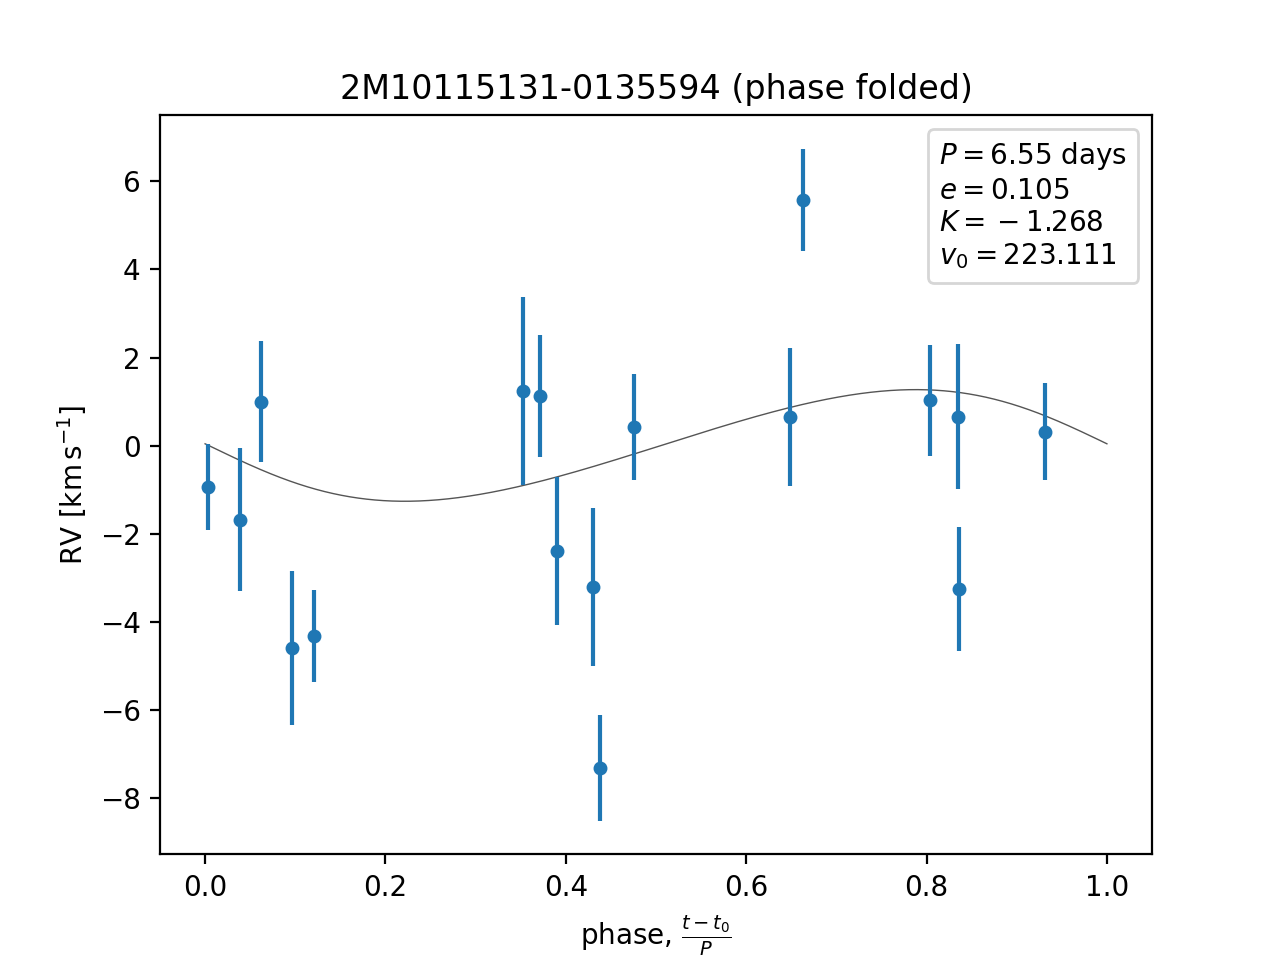 2M10115131-0135594 (phase folded)
P = 6.55 days
e = 0.105
K = −1.268
v₀ = 223.111
RV [km s⁻¹]
6
4
2
0
−2
−4
−6
−8
0.0 0.2 0.4 0.6 0.8 1.0
phase, (t − t₀)/P